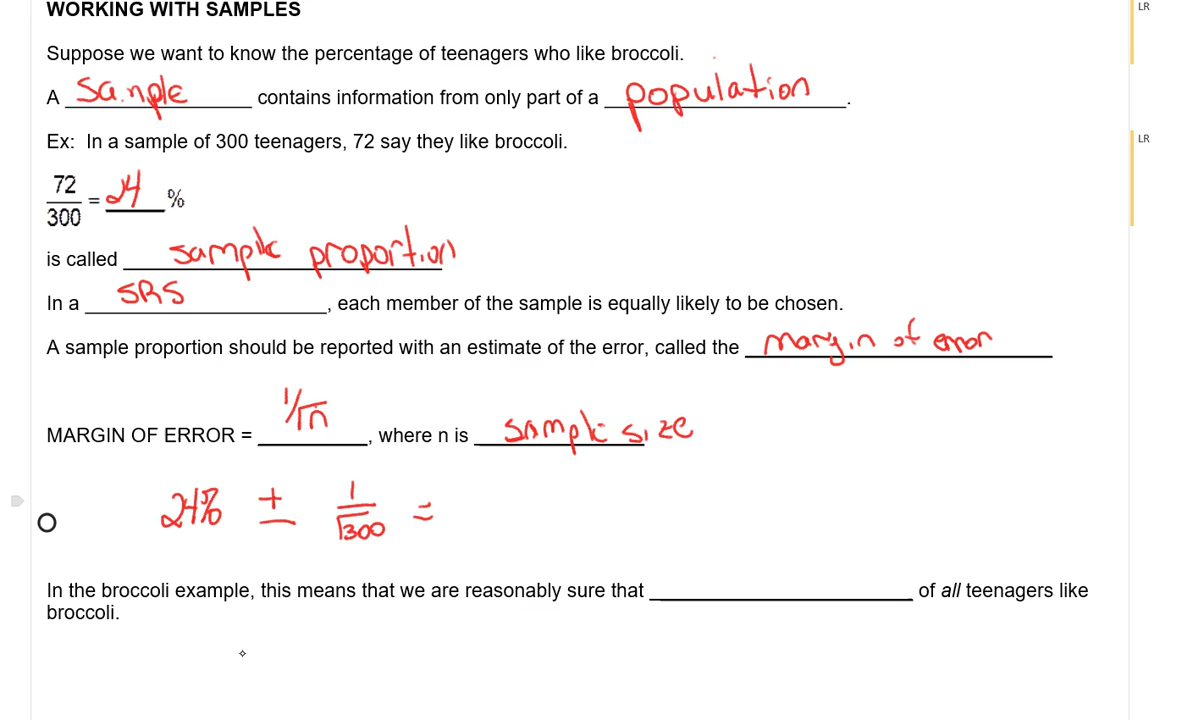 WORKING WITH SAMPLES
LR
Suppose we want to know the percentage of teenagers who like broccoli.
A sample contains information from only part of a population.
Ex: In a sample of 300 teenagers, 72 say they like broccoli.
LR
72/300 = 24 %
is called sample proportion
In a SRS, each member of the sample is equally likely to be chosen.
A sample proportion should be reported with an estimate of the error, called the margin of error
MARGIN OF ERROR = 1/√n, where n is sample size
24% ± 1/√300 =
In the broccoli example, this means that we are reasonably sure that ____________ of all teenagers like
broccoli.